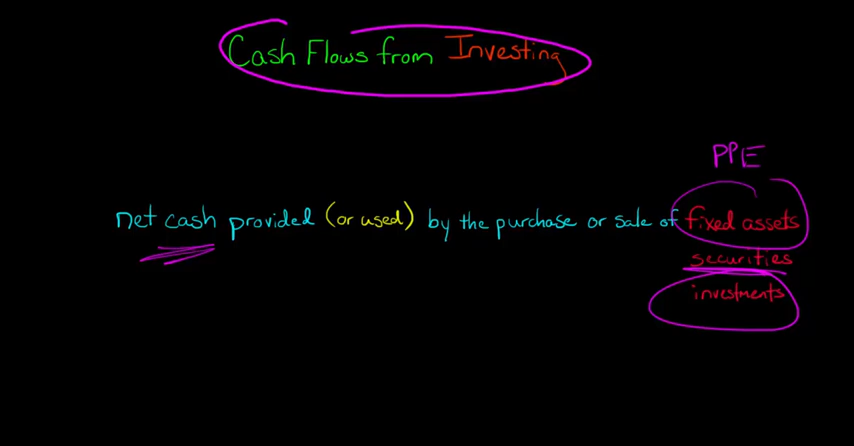 Cash Flows from Investing
PPE
net cash provided (or used) by the purchase or sale of fixed assets
securities
investments